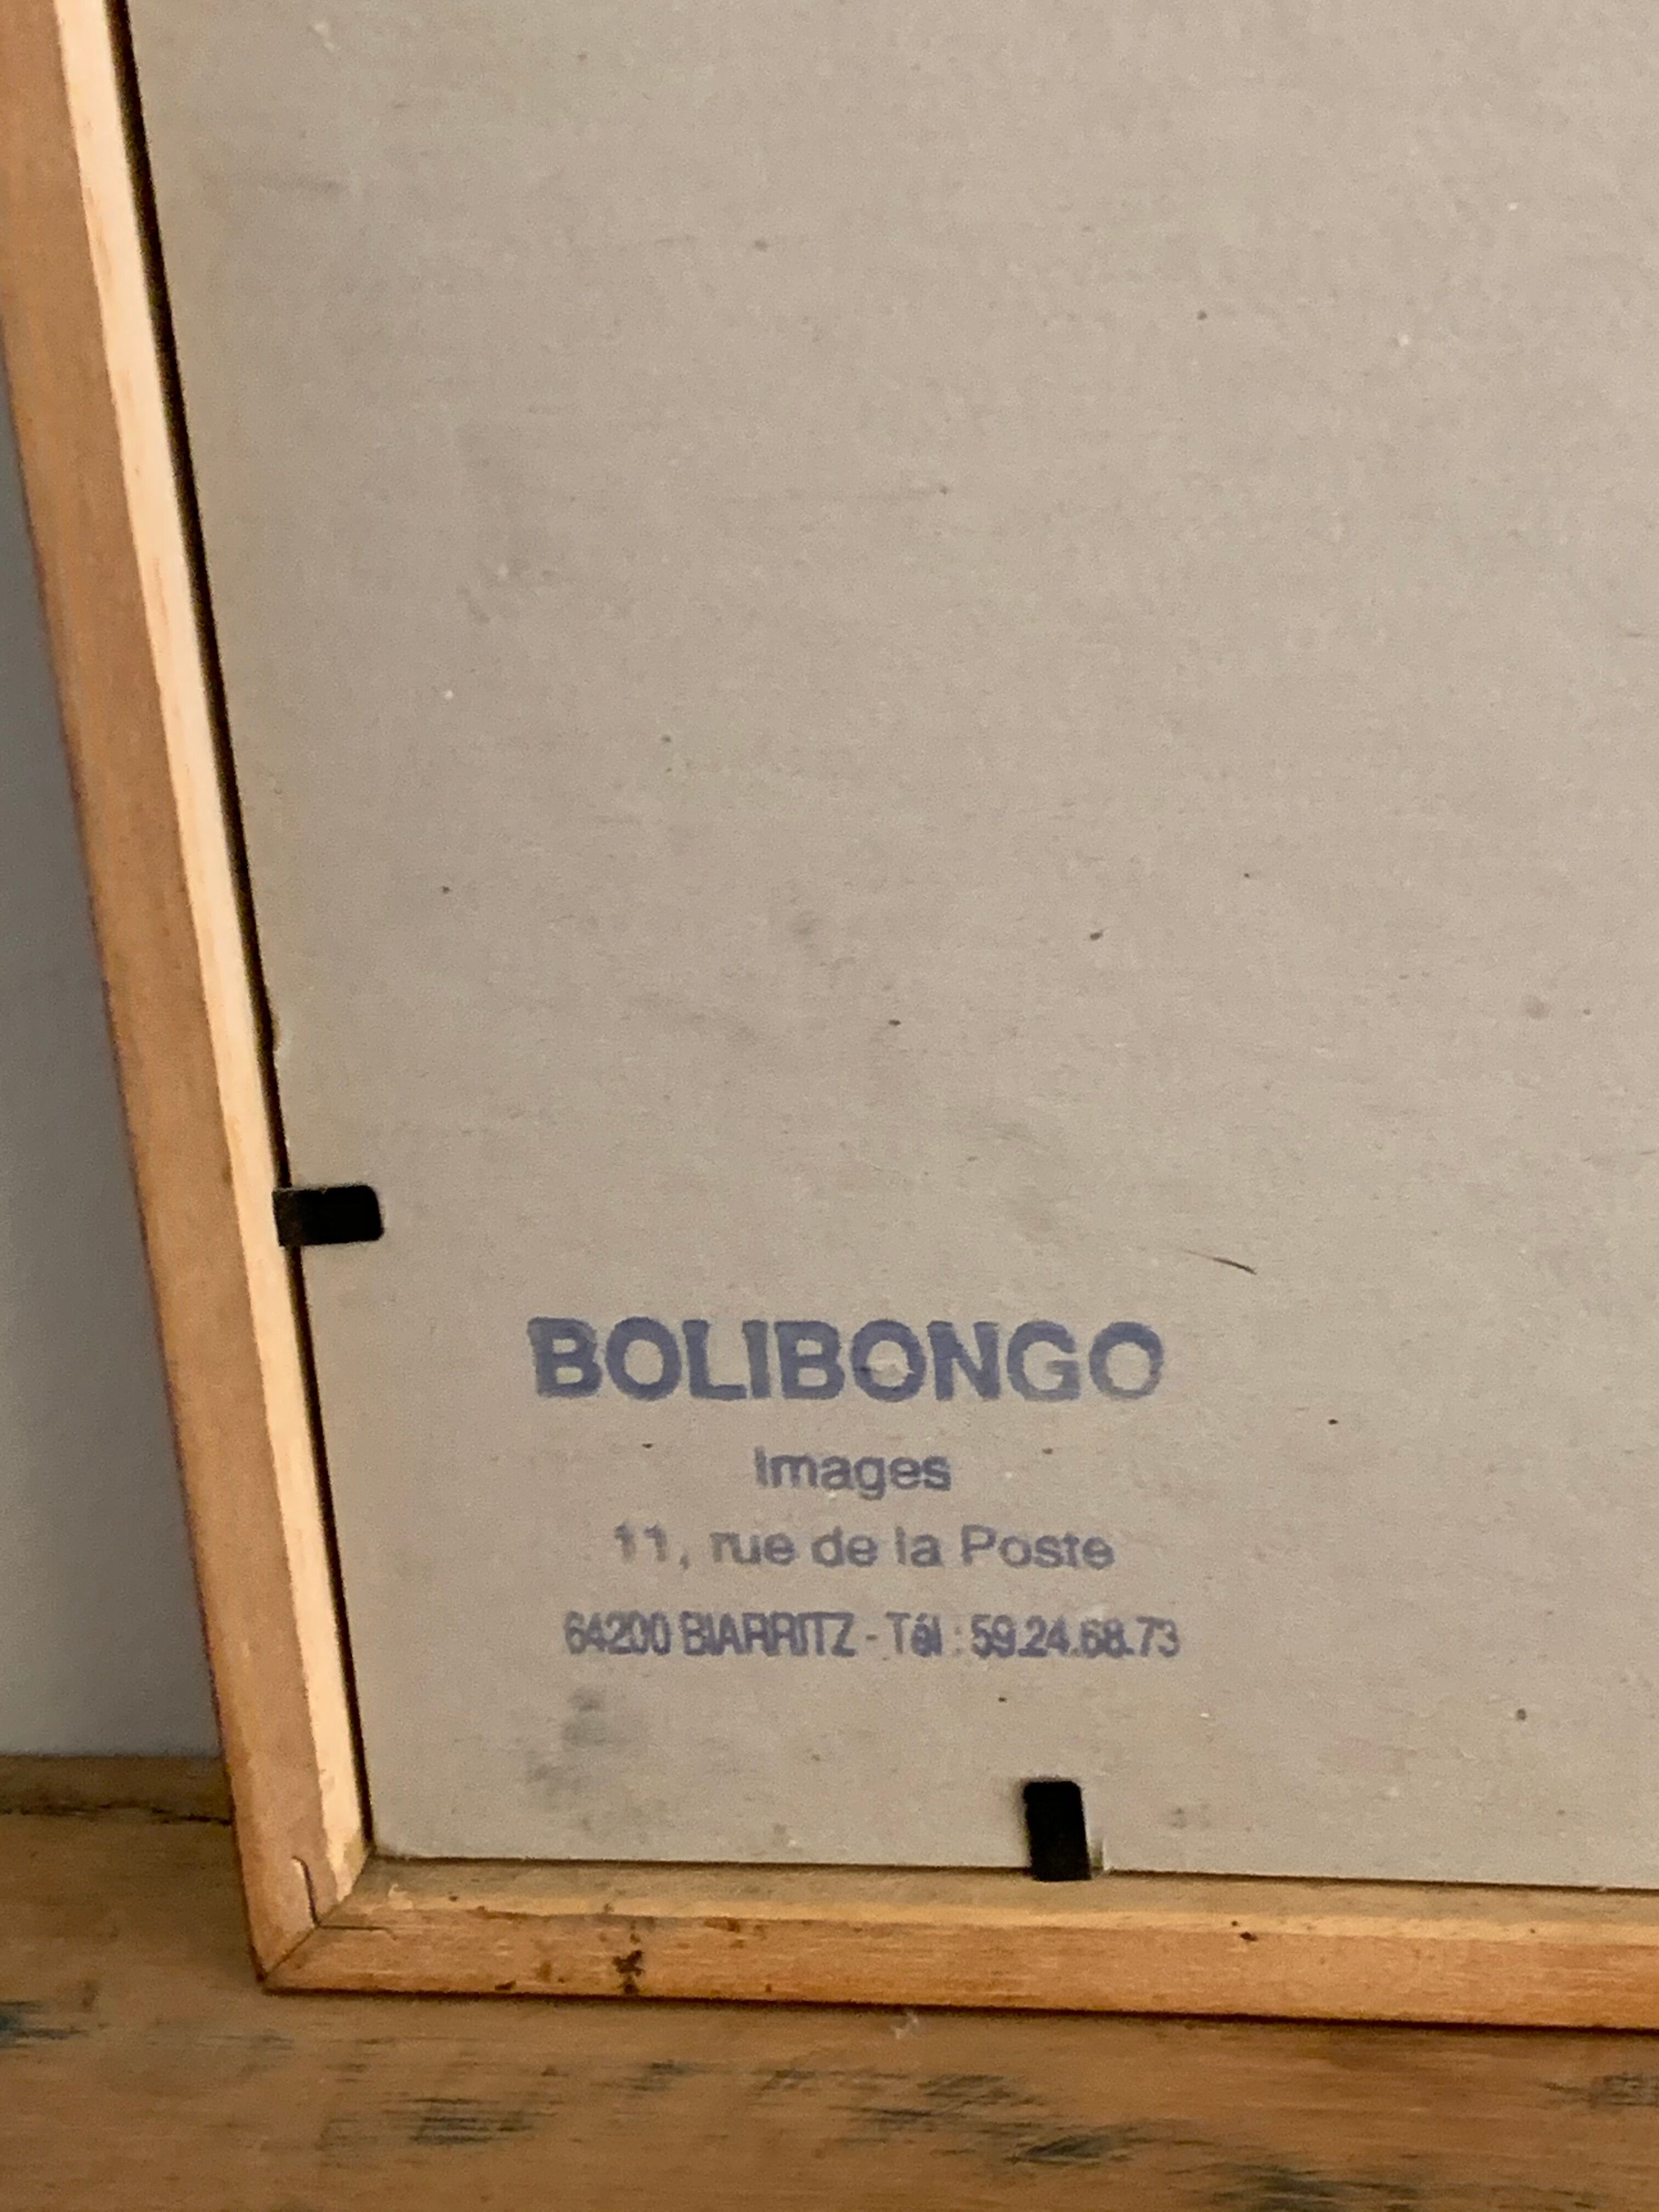 BOLIBONGO
Images
11, rue de la Poste
64200 BIARRITZ - Tél : 59.24.68.73